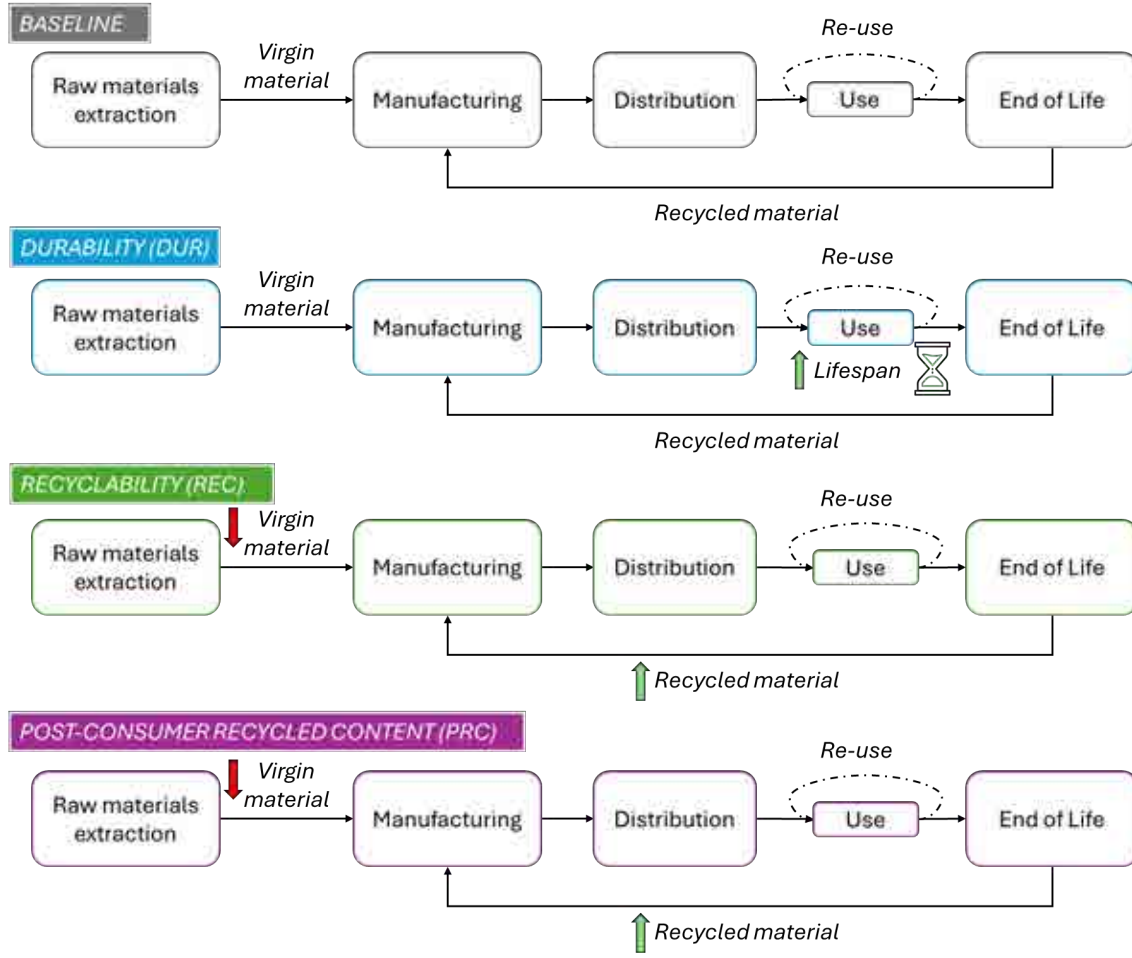 BASELINE
Re-use
Virgin
material
Raw materials
extraction
Manufacturing
Distribution
Use
End of Life
Recycled material
DURABILITY (DUR)
Re-use
Virgin
material
Raw materials
extraction
Manufacturing
Distribution
Use
End of Life
Lifespan
Recycled material
RECYCLABILITY (REC)
Re-use
Virgin
material
Raw materials
extraction
Manufacturing
Distribution
Use
End of Life
Recycled material
POST-CONSUMER RECYCLED CONTENT (PRC)
Re-use
Virgin
material
Raw materials
extraction
Manufacturing
Distribution
Use
End of Life
Recycled material